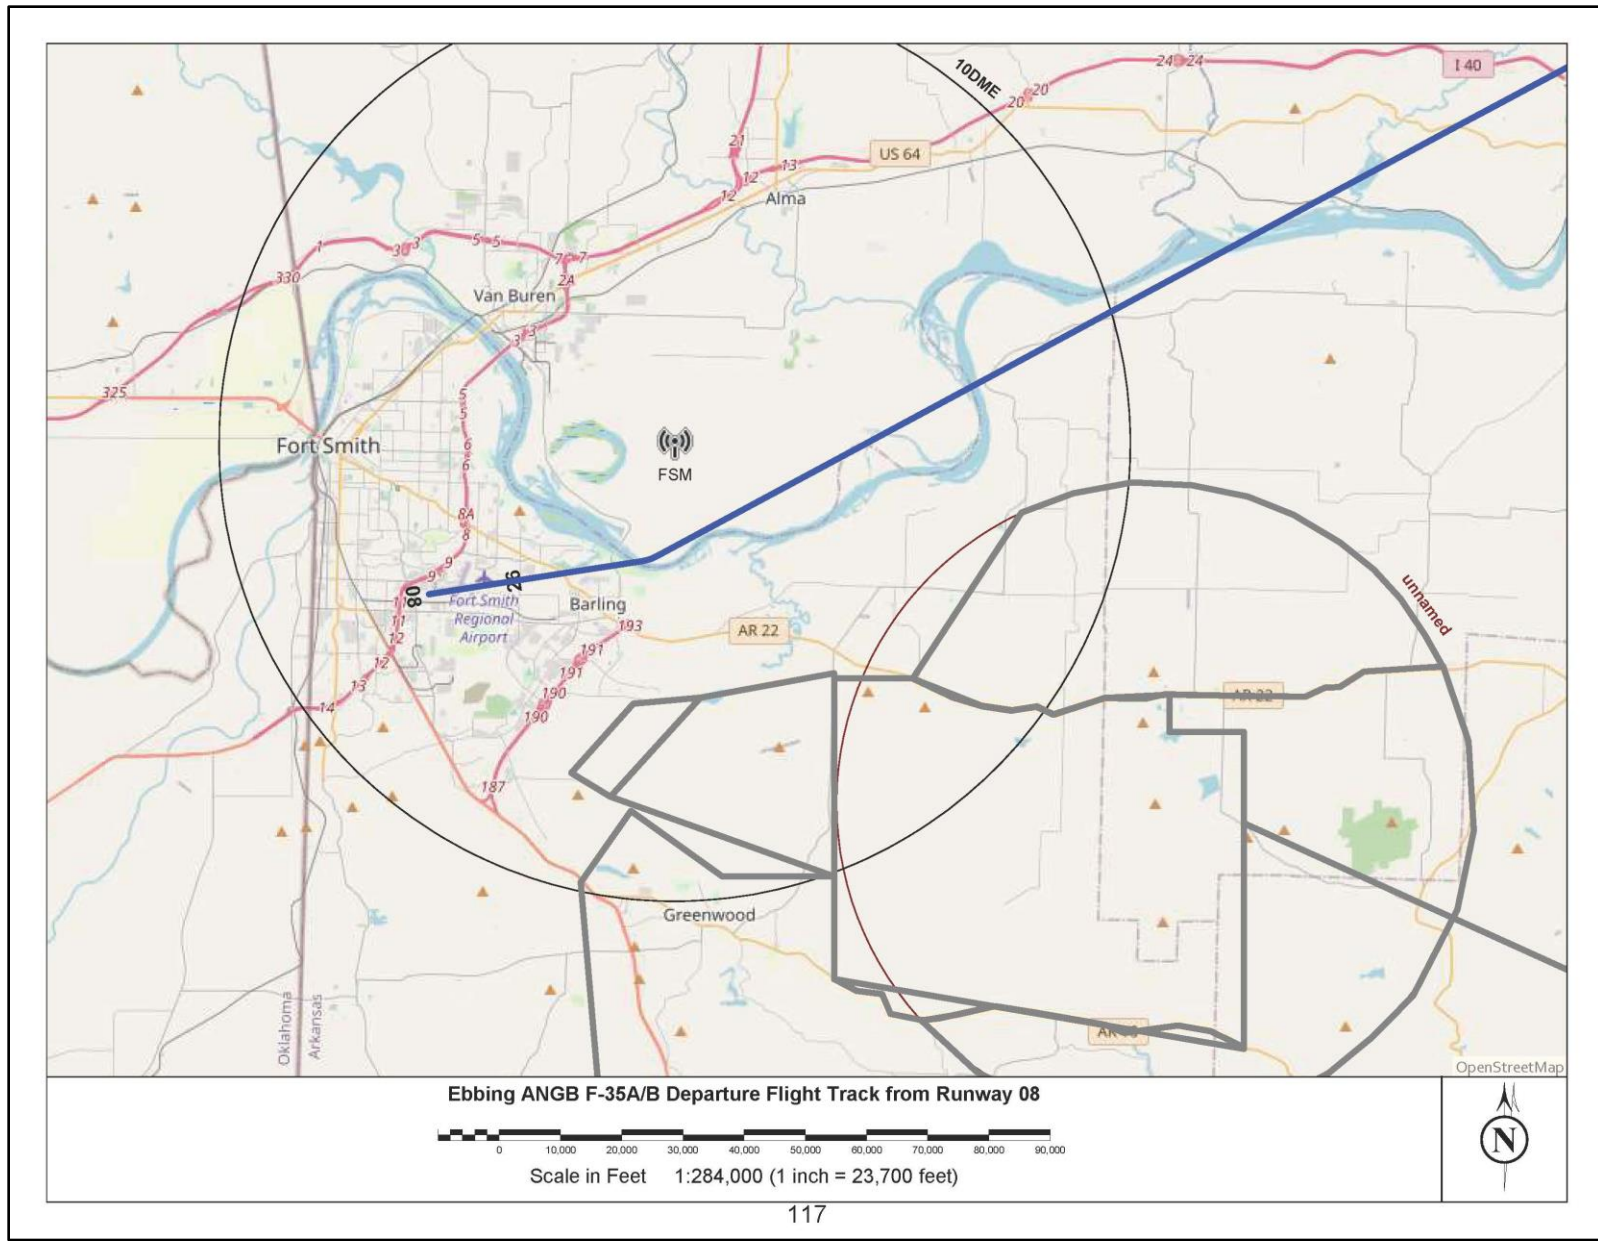 10DME
24 24
I 40
20 20
21
US 64
13
12
12
Alma
1
3 3
5 5
7 7
330
2A
Van Buren
3 3
325
5
5
Fort Smith
6
6
FSM
8A
8
9
9
26
08
Fort Smith
Regional
Airport
Barling
11
12
12
193
AR 22
unnamed
191
191
13
190
190
14
AR 22
187
Greenwood
Oklahoma
Arkansas
OpenStreetMap
Ebbing ANGB F-35A/B Departure Flight Track from Runway 08
0 10,000 20,000 30,000 40,000 50,000 60,000 70,000 80,000 90,000
Scale in Feet 1:284,000 (1 inch = 23,700 feet)
N
117